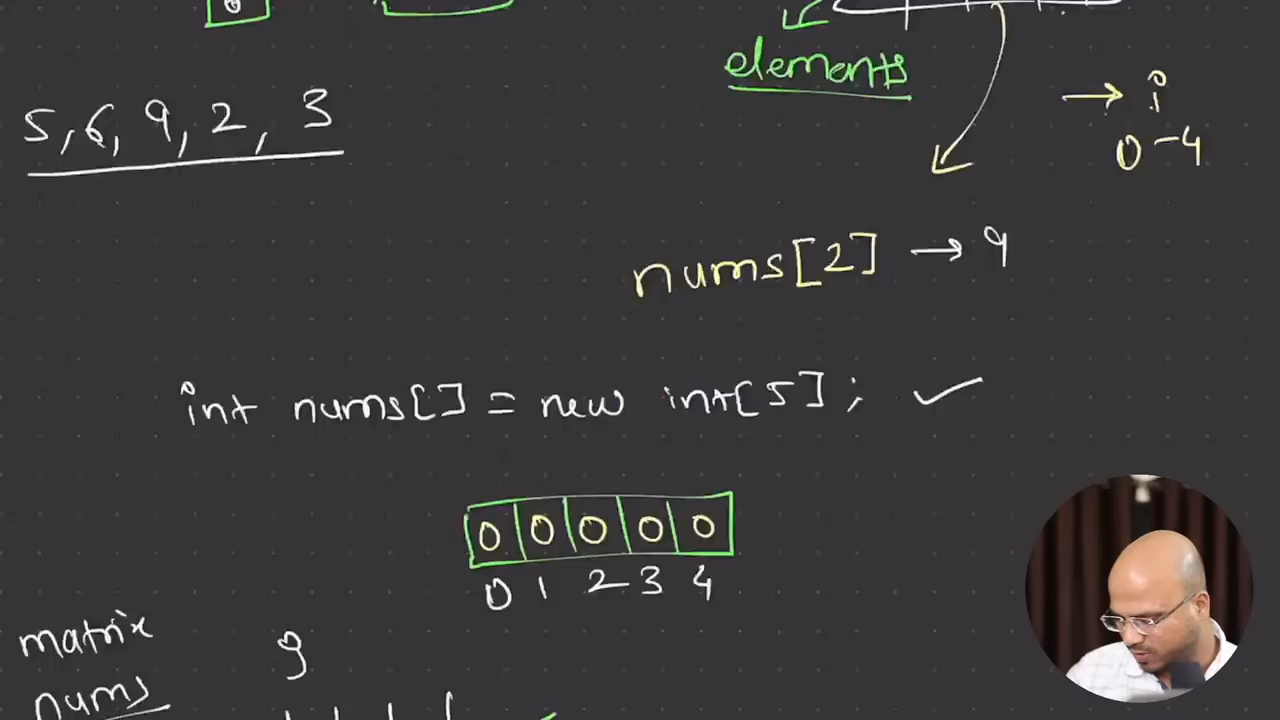 0
elements
5, 6, 9, 2, 3
→ i
0-4
nums[2] → 9
int nums[] = new int[5]; ✓
0 0 0 0 0
0 1 2 3 4
matrix
nums